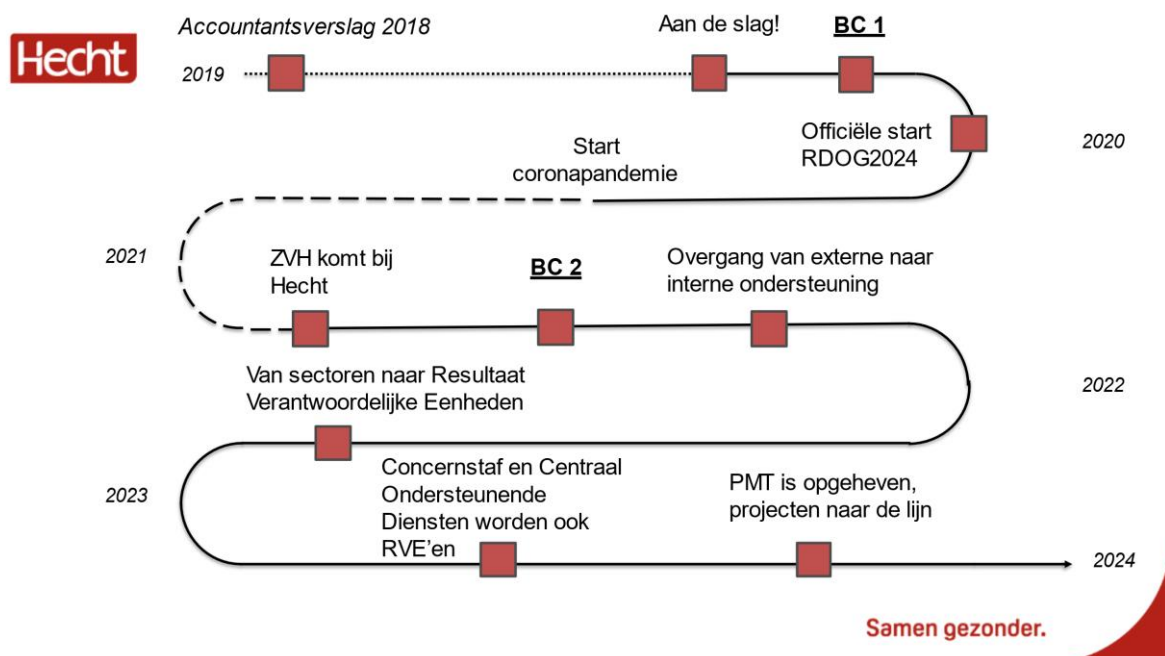 Hecht
Accountantsverslag 2018
Aan de slag!
BC 1
2019
Officiële start
RDOG2024
2020
Start
coronapandemie
2021
ZVH komt bij
Hecht
BC 2
Overgang van externe naar
interne ondersteuning
Van sectoren naar Resultaat
Verantwoordelijke Eenheden
2022
2023
Concernstaf en Centraal
Ondersteunende
Diensten worden ook
RVE'en
PMT is opgeheven,
projecten naar de lijn
2024
Samen gezonder.